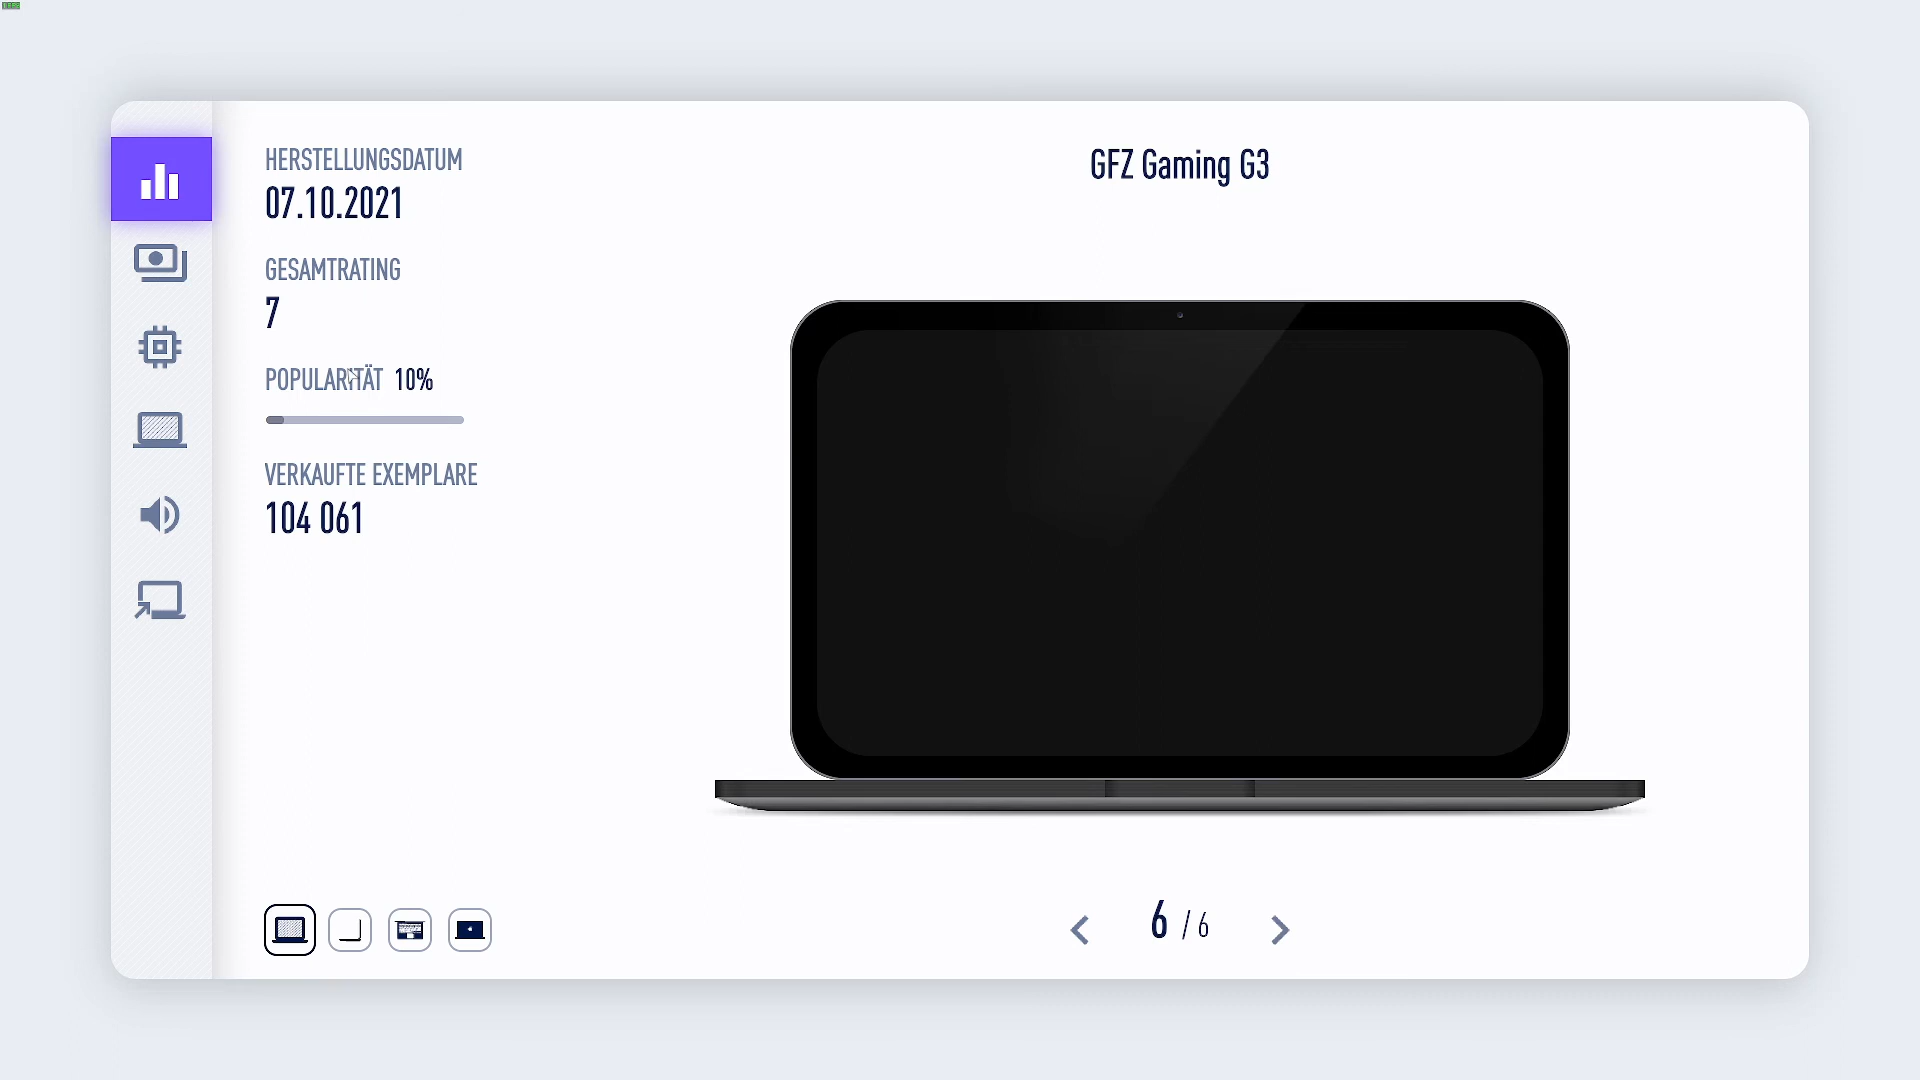 HERSTELLUNGSDATUM
07.10.2021
GESAMTRATING
7
POPULARITÄT 10%
VERKAUFTE EXEMPLARE
104 061
GFZ Gaming G3
6 / 6